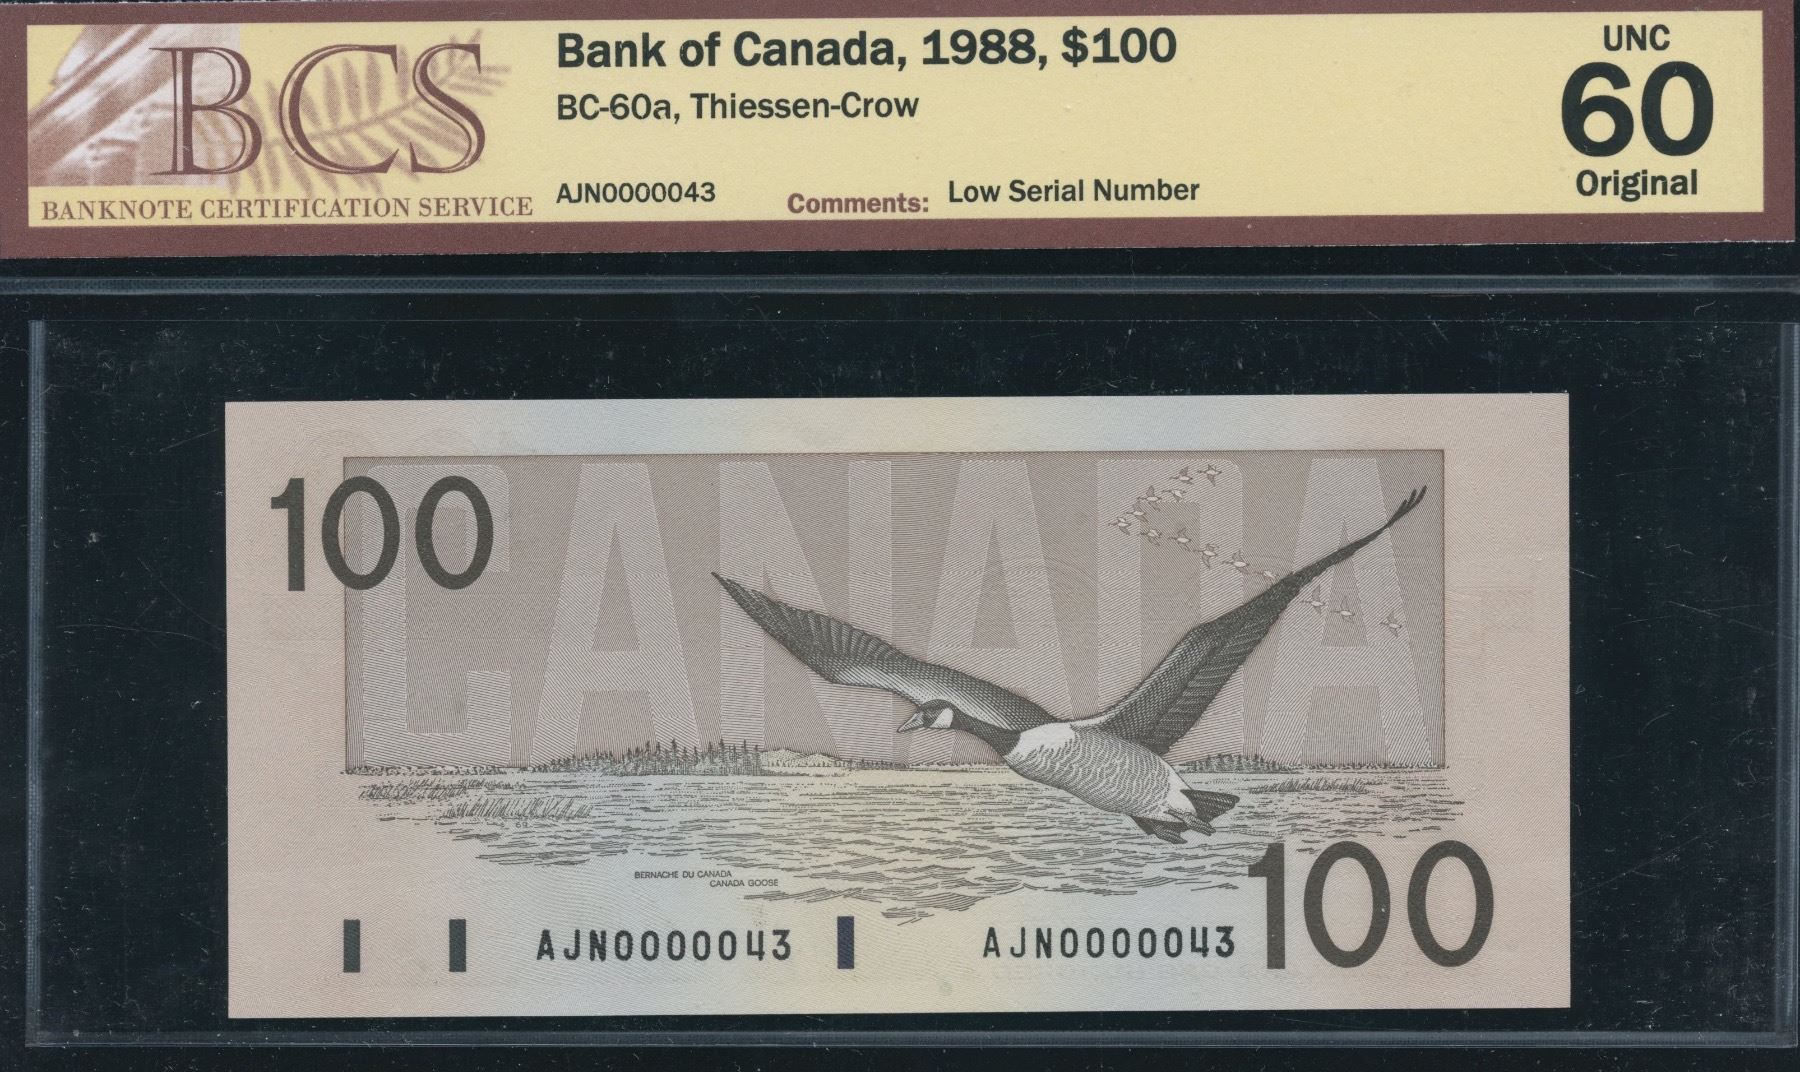 BCS
BANKNOTE CERTIFICATION SERVICE
Bank of Canada, 1988, $100
BC-60a, Thiessen-Crow
AJN0000043
Comments: Low Serial Number
UNC
60
Original
100
CANADA
BERNACHE DU CANADA
CANADA GOOSE
AJN0000043
AJN0000043
100